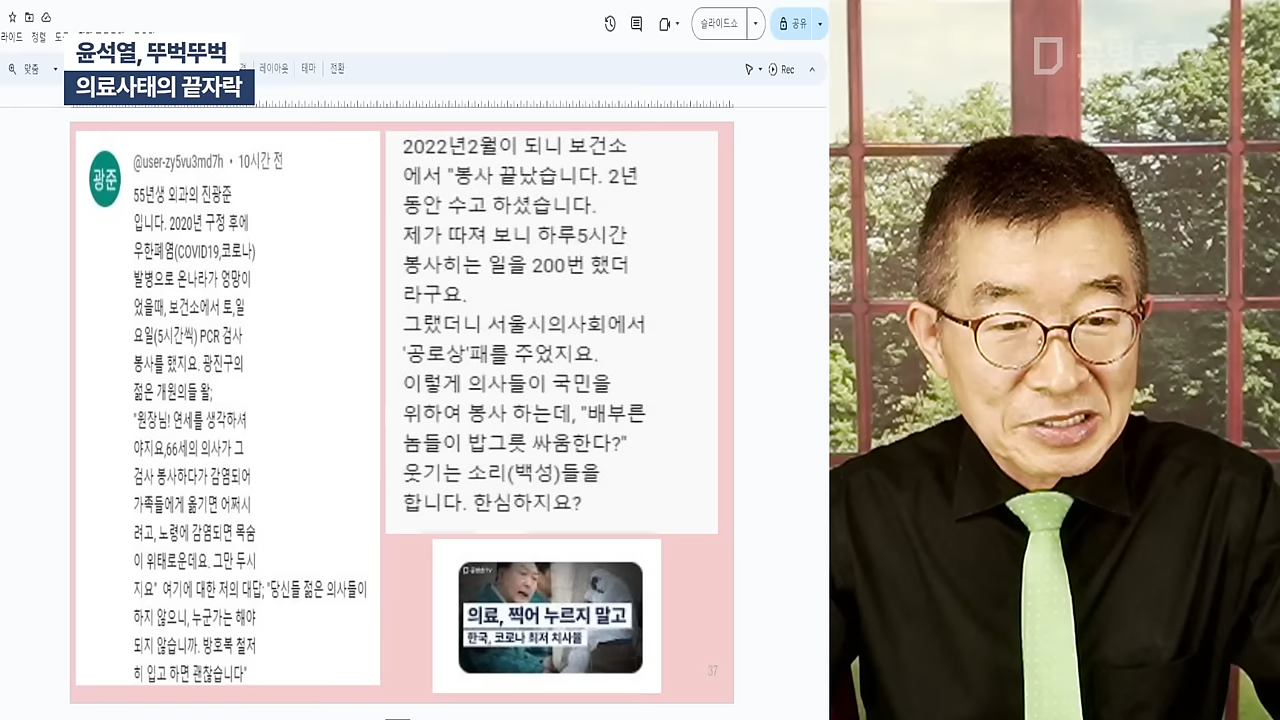 라이드 정렬
슬라이드쇼
공유
윤석열, 뚜벅뚜벅
의료사태의 끝자락
맞춤
레이아웃
테마
전환
Rec
광준
@user-zy5vu3md7h • 10시간 전
55년생 외과의 진광준
입니다. 2020년 구정 후에
우한폐염(COVID19,코로나)
발병으로 온나라가 엉망이
었을때, 보건소에서 토,일
요일(5시간씩) PCR 검사
봉사를 했지요. 광진구의
젊은 개원의들 왈;
"원장님! 연세를 생각하셔
야지요,66세의 의사가 그
검사 봉사하다가 감염되어
가족들에게 옮기면 어쩌시
려고, 노령에 감염되면 목숨
이 위태로운데요. 그만 두시
지요" 여기에 대한 저의 대답; "당신들 젊은 의사들이
하지 않으니, 누군가는 해야
되지 않습니까. 방호복 철저
히 입고 하면 괜찮습니다"
2022년2월이 되니 보건소
에서 "봉사 끝났습니다. 2년
동안 수고 하셨습니다.
제가 따져 보니 하루5시간
봉사히는 일을 200번 했더
라구요.
그랬더니 서울시의사회에서
'공로상'패를 주었지요.
이렇게 의사들이 국민을
위하여 봉사 하는데, "배부른
놈들이 밥그릇 싸움한다?"
웃기는 소리(백성)들을
합니다. 한심하지요?
공병호TV
의료, 찍어 누르지 말고
한국, 코로나 최저 치사율
37